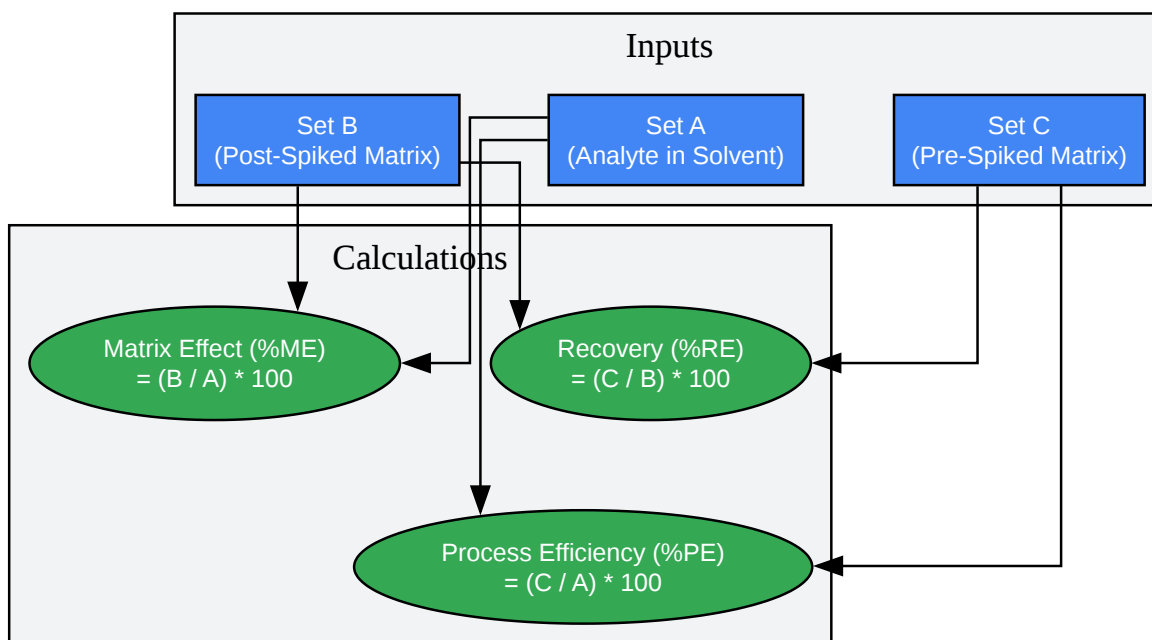 Inputs
Set B
(Post-Spiked Matrix)
Set A
(Analyte in Solvent)
Set C
(Pre-Spiked Matrix)
Calculations
Matrix Effect (%ME)
= (B / A) * 100
Recovery (%RE)
= (C / B) * 100
Process Efficiency (%PE)
= (C / A) * 100